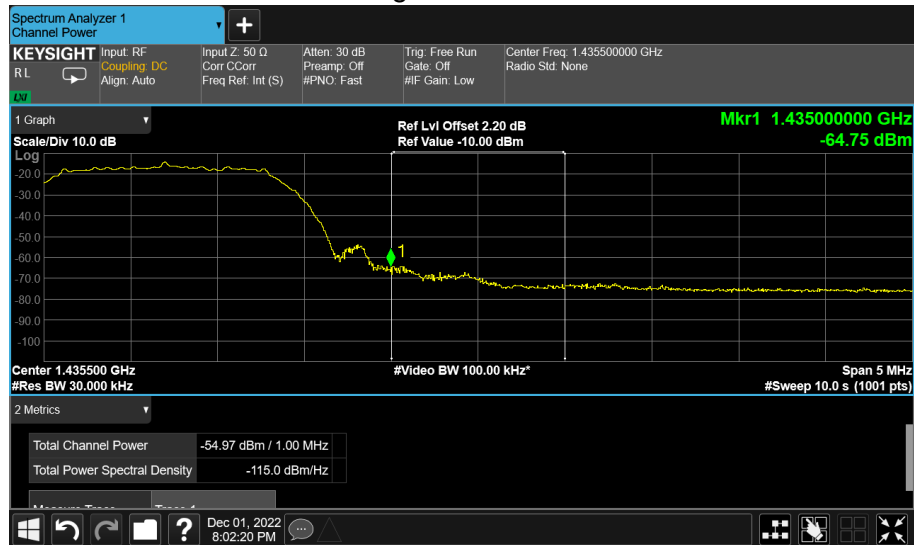 Spectrum Analyzer 1
Channel Power
KEYSIGHT
R L
LXI
Input: RF
Coupling: DC
Align: Auto
Input Z: 50 Ω
Corr CCorr
Freq Ref: Int (S)
Atten: 30 dB
Preamp: Off
#PNO: Fast
Trig: Free Run
Gate: Off
#IF Gain: Low
Center Freq: 1.435500000 GHz
Radio Std: None
1 Graph
Scale/Div 10.0 dB
Ref Lvl Offset 2.20 dB
Ref Value -10.00 dBm
Mkr1 1.435000000 GHz
-64.75 dBm
Log
-20.0
-30.0
-40.0
-50.0
-60.0
-70.0
-80.0
-90.0
-100
1
Center 1.435500 GHz
#Res BW 30.000 kHz
#Video BW 100.00 kHz*
Span 5 MHz
#Sweep 10.0 s (1001 pts)
2 Metrics
Total Channel Power -54.97 dBm / 1.00 MHz
Total Power Spectral Density -115.0 dBm/Hz
?
Dec 01, 2022
8:02:20 PM